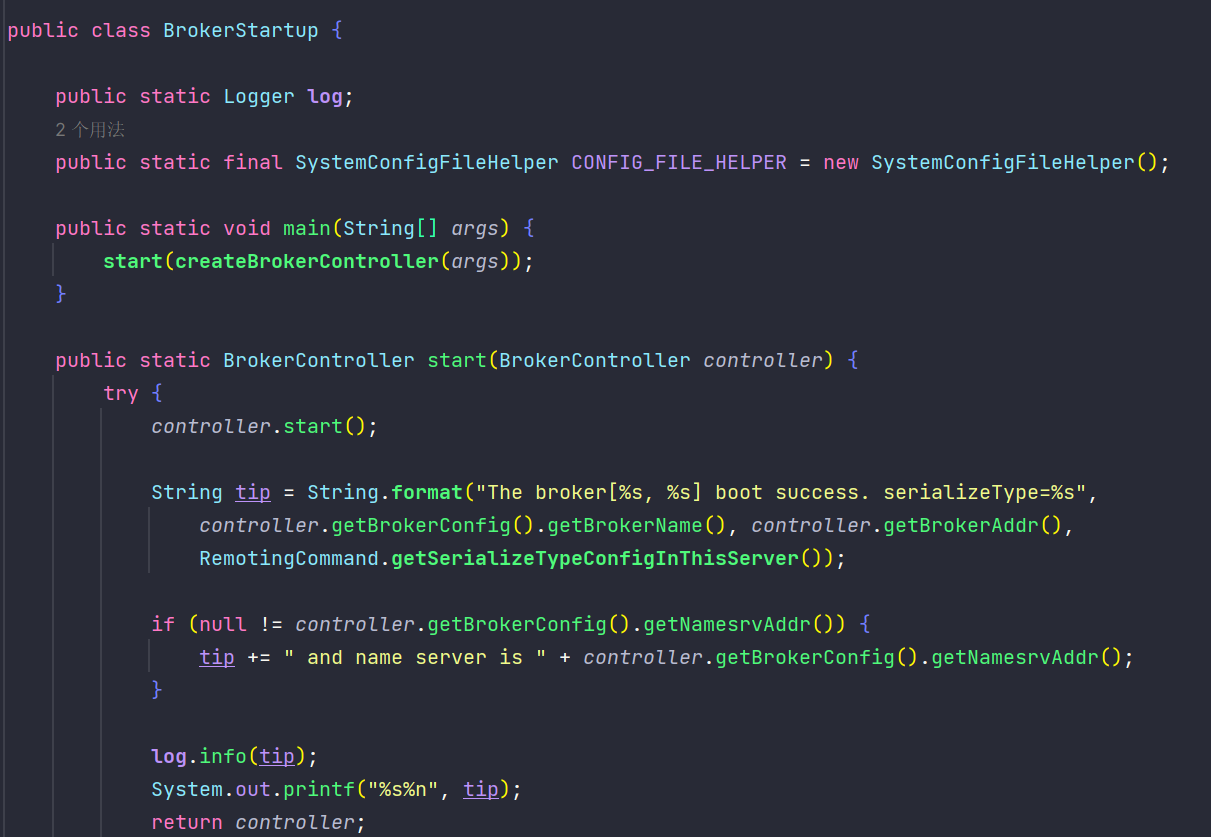 public class BrokerStartup {
public static Logger log;
2 个用法
public static final SystemConfigFileHelper CONFIG_FILE_HELPER = new SystemConfigFileHelper();
public static void main(String[] args) {
start(createBrokerController(args));
}
public static BrokerController start(BrokerController controller) {
try {
controller.start();
String tip = String.format("The broker[%s, %s] boot success. serializeType=%s",
controller.getBrokerConfig().getBrokerName(), controller.getBrokerAddr(),
RemotingCommand.getSerializeTypeConfigInThisServer());
if (null != controller.getBrokerConfig().getNamesrvAddr()) {
tip += " and name server is " + controller.getBrokerConfig().getNamesrvAddr();
}
log.info(tip);
System.out.printf("%s%n", tip);
return controller;